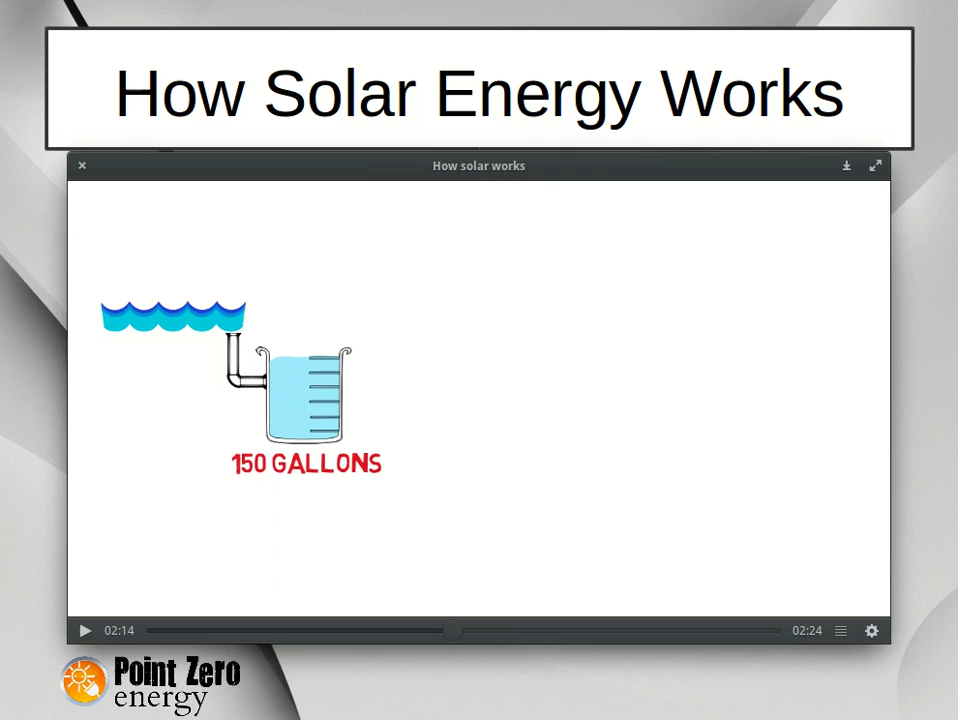 How Solar Energy Works
How solar works
150 GALLONS
02:14
02:24
Point Zero
energy